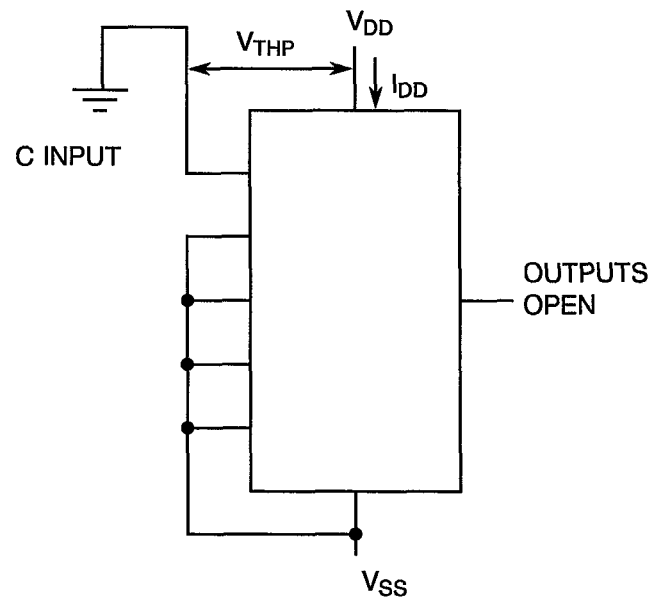 V_DD
V_THP
I_DD
C INPUT
OUTPUTS
OPEN
V_SS